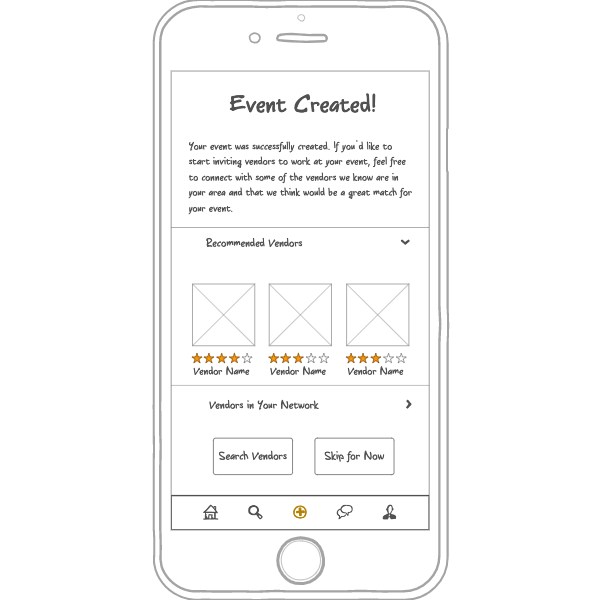 Event Created!
Your event was successfully created. If you'd like to
start inviting vendors to work at your event, feel free
to connect with some of the vendors we know are in
your area and that we think would be a great match for
your event.
Recommended Vendors
Vendor Name Vendor Name Vendor Name
Vendors in Your Network
Search Vendors Skip for Now